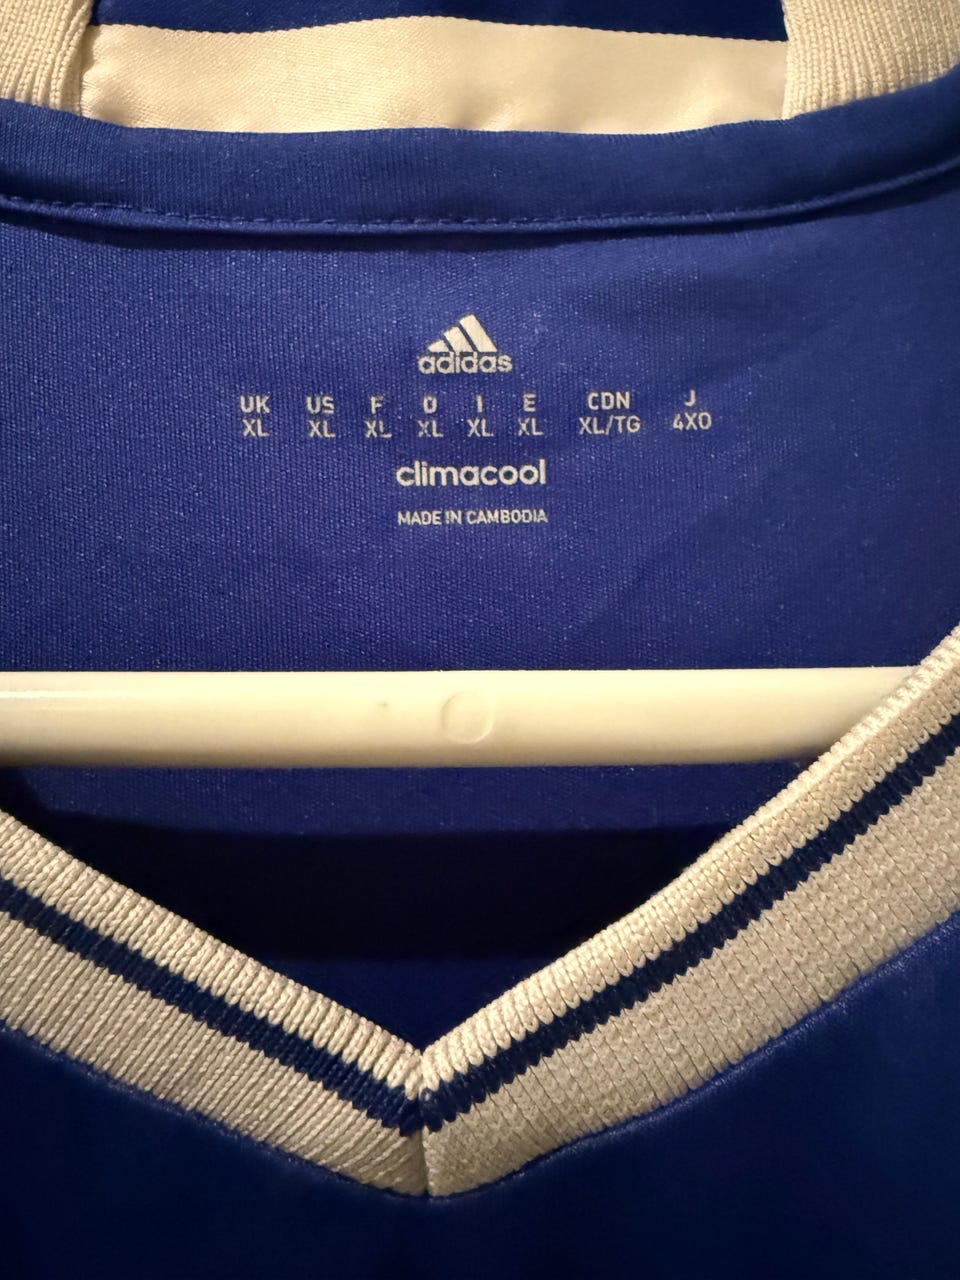 adidas
UK US F D I E CDN J
XL XL XL XL XL XL XL/TG 4XO
climacool
MADE IN CAMBODIA